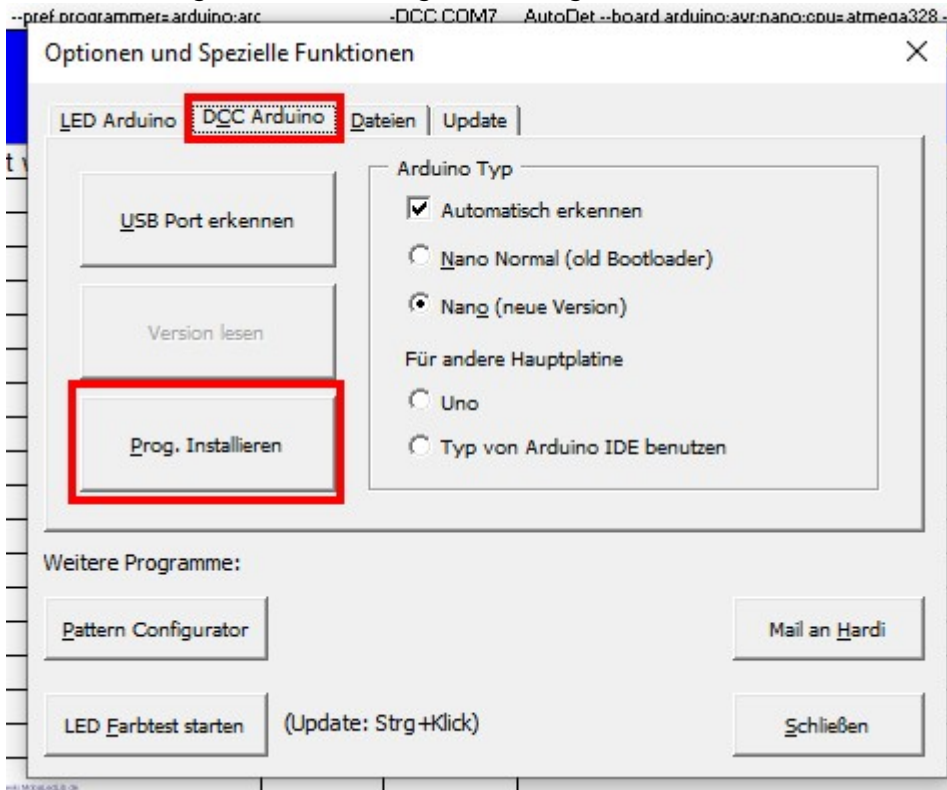 --pref programmer=arduino:arc -DCC COM7 AutoDet --board arduino:avr:nano:cpu=atmega328
Optionen und Spezielle Funktionen
LED Arduino DCC Arduino Dateien Update
Arduino Typ
USB Port erkennen
Automatisch erkennen
Nano Normal (old Bootloader)
Version lesen
Nano (neue Version)
Für andere Hauptplatine
Prog. Installieren
Uno
Typ von Arduino IDE benutzen
Weitere Programme:
Pattern Configurator
Mail an Hardi
LED Farbtest starten (Update: Strg+Klick)
Schließen